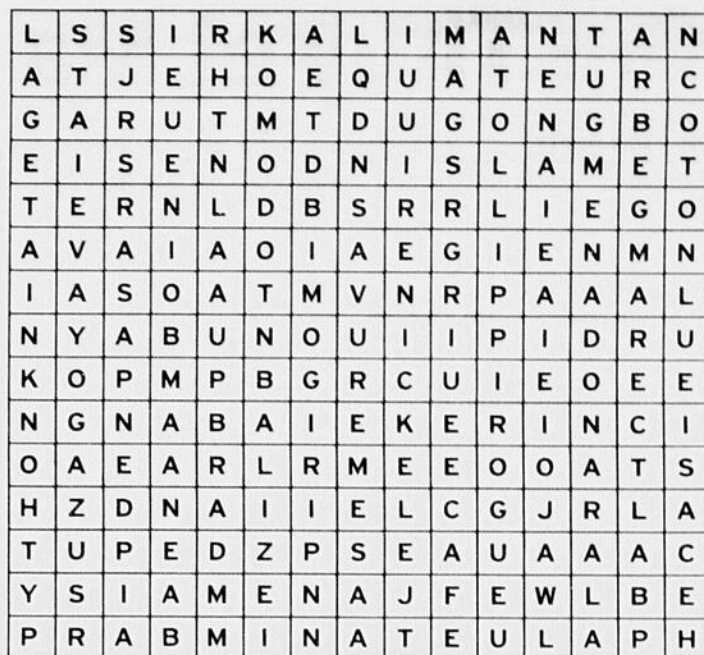 L S S I R K A L I M A N T A N
A T J E H O E Q U A T E U R C
G A R U T M T D U G O N G B O
E I S E N O D N I S L A M E T
T E R N L D B S R R L I E G O
A V A I A O I A E G I E N M N
I A S O A T M V N R P A A A L
N Y A B U N O U I I P I D R U
K O P M P B G R C U I E O E E
N G N A B A I E K E R I N C I
O A E A R L R M E E O O A T S
H Z D N A I I E L C G J R L A
T U P E D Z P S E A U A A A C
Y S I A M E N A J F E W L B E
P R A B M I N A T E U L A P H